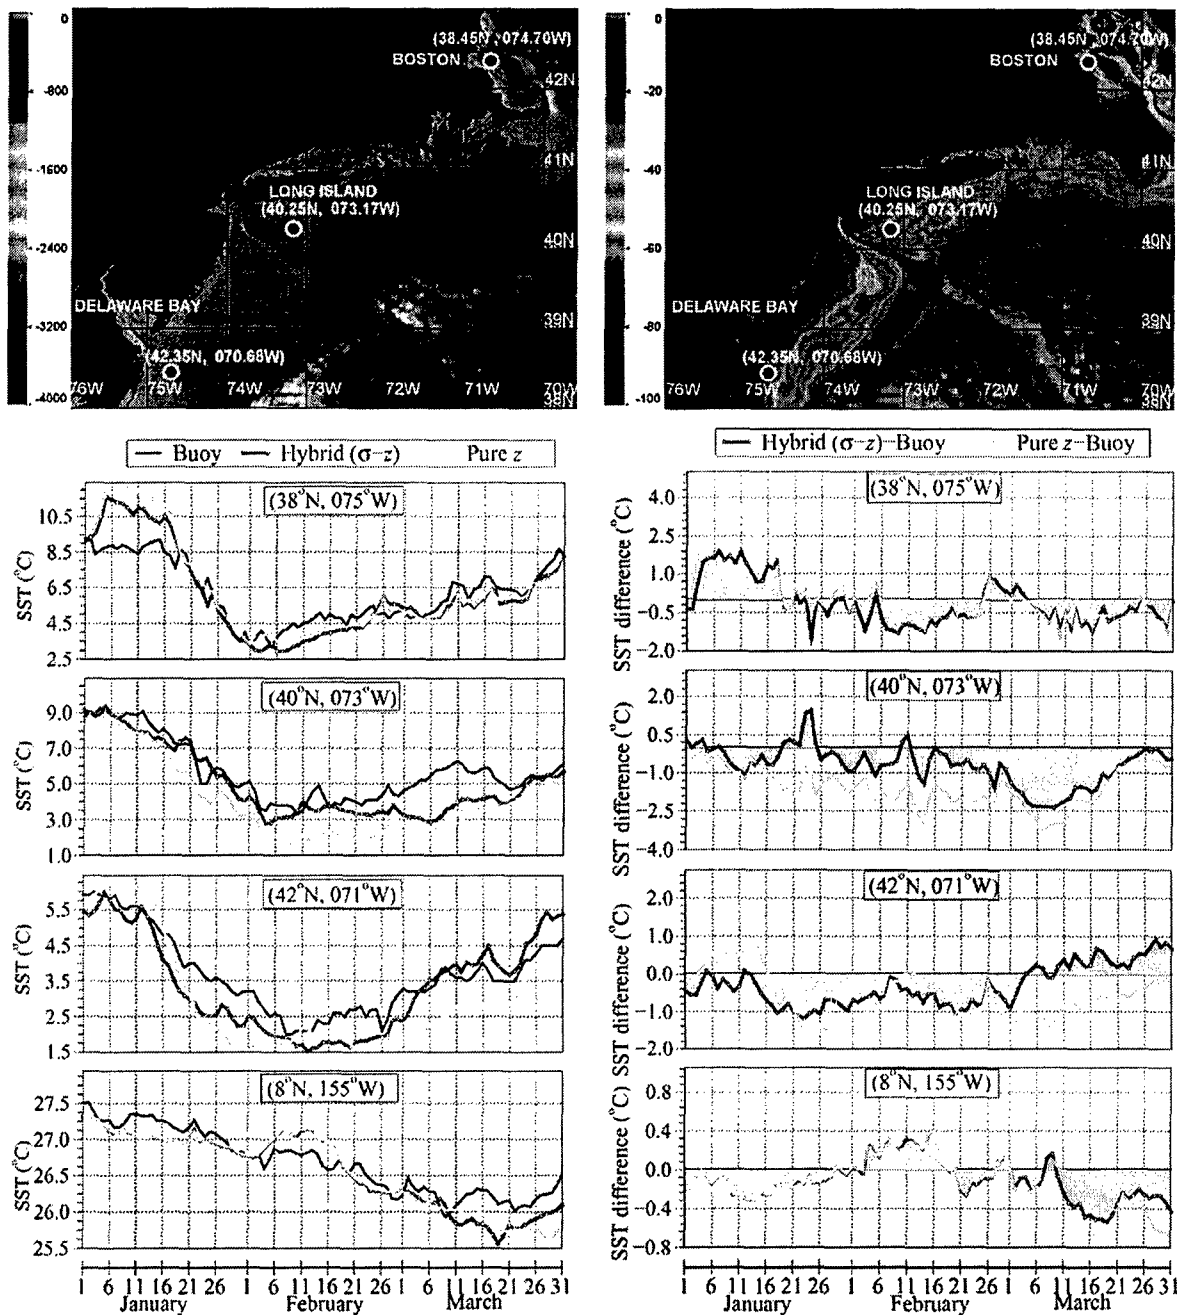 0
-800
-1600
-2400
-3200
-4000
(38.45N , 074.70W)
BOSTON
42N
41N
LONG ISLAND
(40.25N, 073.17W)
40N
DELAWARE BAY
39N
(42.35N, 070.68W)
76W 75W 74W 73W 72W 71W 70W
38N
0
-20
-40
-60
-80
-100
(38.45N , 074.70W)
BOSTON
42N
41N
LONG ISLAND
(40.25N, 073.17W)
40N
DELAWARE BAY
39N
(42.35N, 070.68W)
76W 75W 74W 73W 72W 71W 70W
38N
Buoy Hybrid (σ-z) Pure z
(38°N, 075°W)
SST (°C)
10.5
8.5
6.5
4.5
2.5
(40°N, 073°W)
SST (°C)
9.0
7.0
5.0
3.0
1.0
(42°N, 071°W)
SST (°C)
5.5
4.5
3.5
2.5
1.5
(8°N, 155°W)
SST (°C)
27.5
27.0
26.5
26.0
25.5
1 6 11 16 21 26 1 6 11 16 21 26 1 6 11 16 21 26 31
January February March
Hybrid (σ-z)-Buoy Pure z-Buoy
(38°N, 075°W)
SST difference (°C)
4.0
2.5
1.0
-0.5
-2.0
(40°N, 073°W)
SST difference (°C)
2.0
0.5
-1.0
-2.5
-4.0
(42°N, 071°W)
SST difference (°C)
2.0
1.0
0.0
-1.0
-2.0
(8°N, 155°W)
SST difference (°C)
0.8
0.4
0.0
-0.4
-0.8
1 6 11 16 21 26 1 6 11 16 21 26 1 6 11 16 21 26 31
January February March